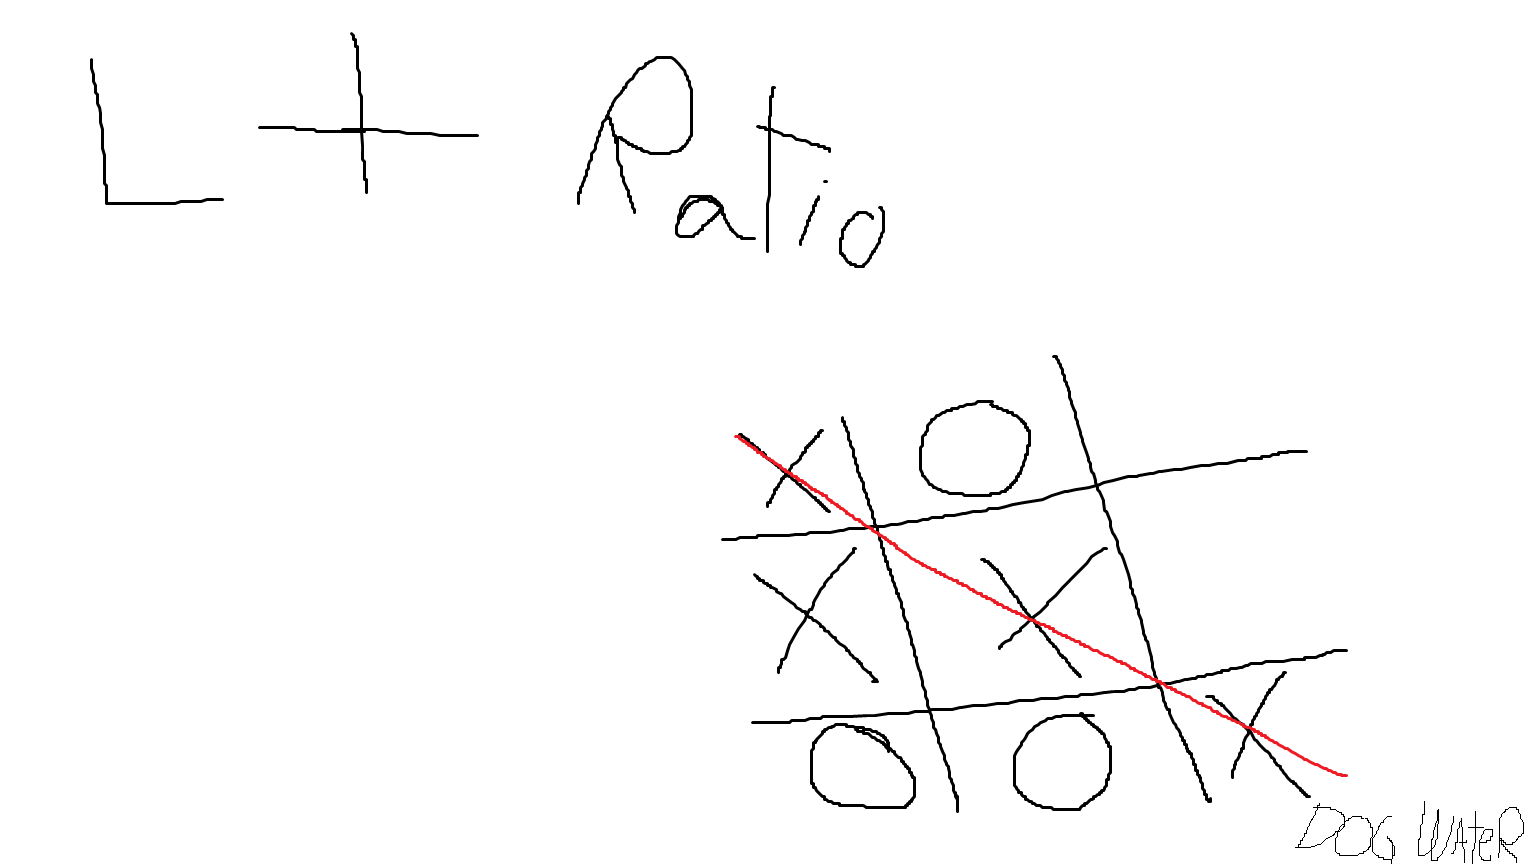 L + Ratio
X O
X X
O O X
DOG WATER